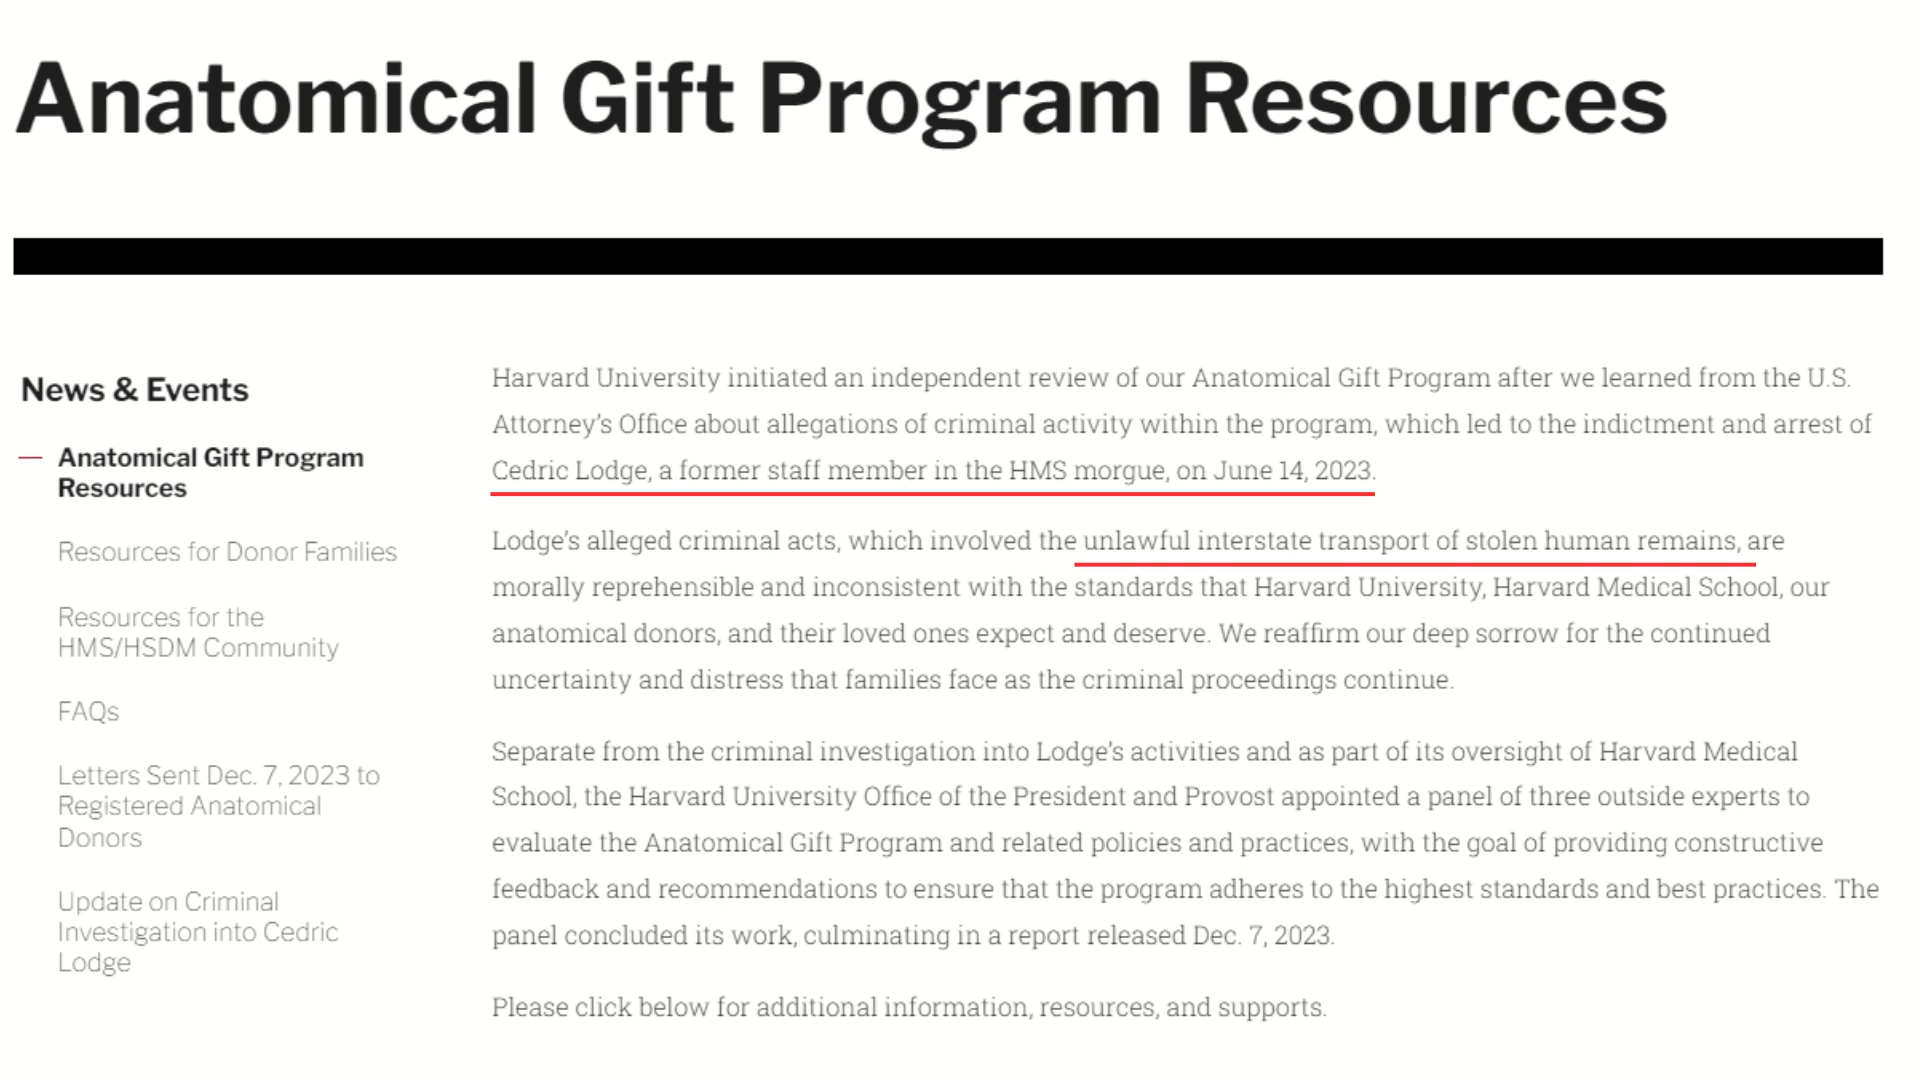 Anatomical Gift Program Resources
News & Events
Anatomical Gift Program
Resources
Resources for Donor Families
Resources for the
HMS/HSDM Community
FAQs
Letters Sent Dec. 7, 2023 to
Registered Anatomical
Donors
Update on Criminal
Investigation into Cedric
Lodge
Harvard University initiated an independent review of our Anatomical Gift Program after we learned from the U.S.
Attorney’s Office about allegations of criminal activity within the program, which led to the indictment and arrest of
Cedric Lodge, a former staff member in the HMS morgue, on June 14, 2023.
Lodge’s alleged criminal acts, which involved the unlawful interstate transport of stolen human remains, are
morally reprehensible and inconsistent with the standards that Harvard University, Harvard Medical School, our
anatomical donors, and their loved ones expect and deserve. We reaffirm our deep sorrow for the continued
uncertainty and distress that families face as the criminal proceedings continue.
Separate from the criminal investigation into Lodge’s activities and as part of its oversight of Harvard Medical
School, the Harvard University Office of the President and Provost appointed a panel of three outside experts to
evaluate the Anatomical Gift Program and related policies and practices, with the goal of providing constructive
feedback and recommendations to ensure that the program adheres to the highest standards and best practices. The
panel concluded its work, culminating in a report released Dec. 7, 2023.
Please click below for additional information, resources, and supports.